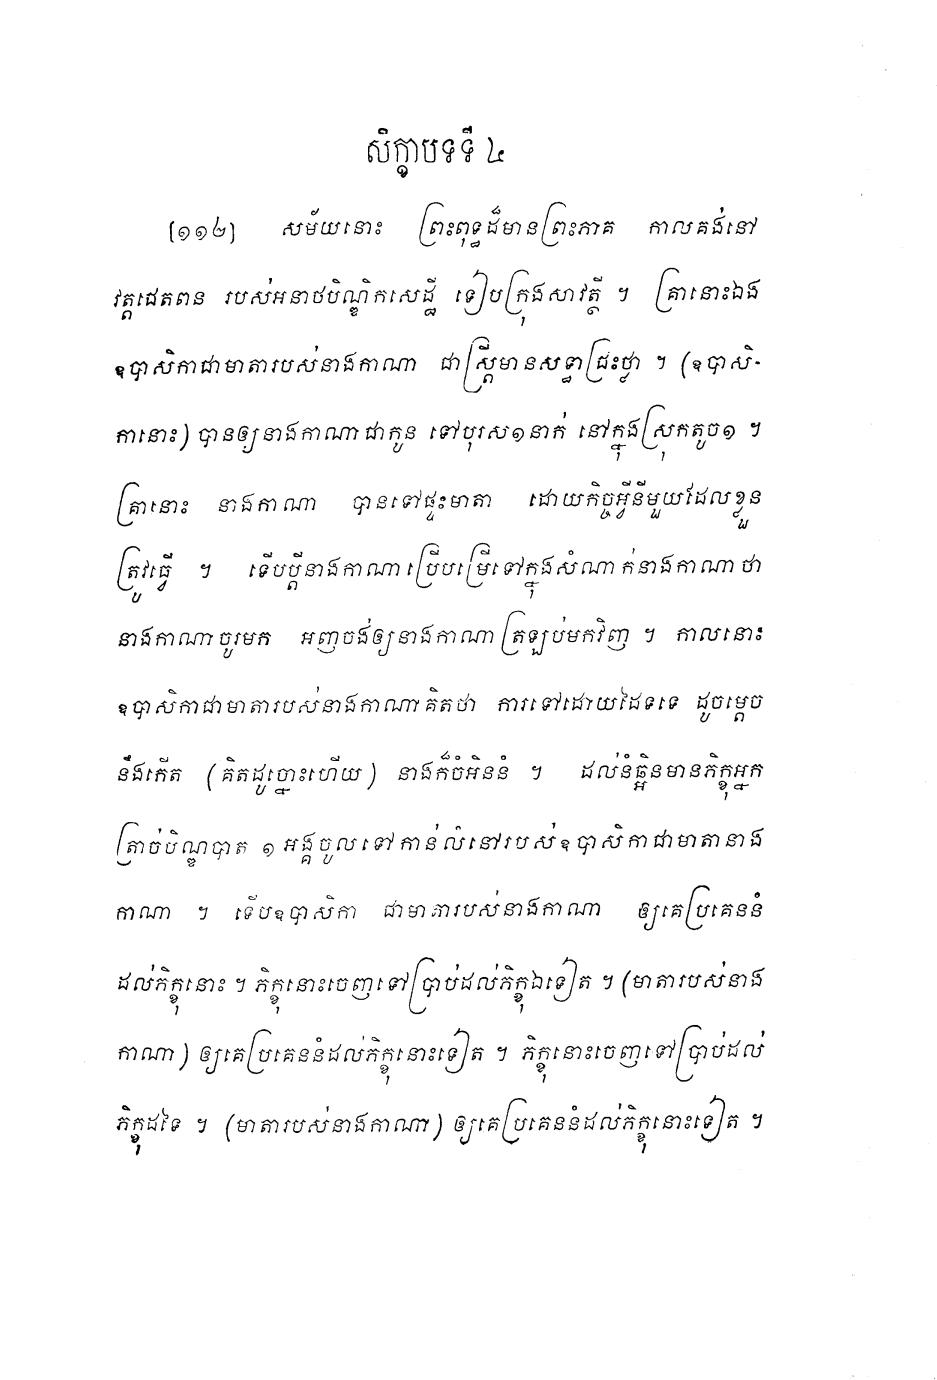 សិក្ខាបទទី ៤
[១១២] សម័យនោះ ព្រះពុទ្ធដ៏មានព្រះភាគ កាលគង់នៅ
វត្តជេតពន របស់អនាថបិណ្ឌិកសេដ្ឋី ទៀបក្រុងសាវត្ថី ។ គ្រានោះឯង
ឧបាសិកាជាមាតារបស់នាងកាណា ជាស្ត្រីមានសទ្ធាជ្រះថ្លា ។ (ឧបាសិ-
កានោះ) បានឲ្យនាងកាណាជាកូន ទៅបុរស១នាក់ នៅក្នុងស្រុកតូច១ ។
គ្រានោះ នាងកាណា បានទៅផ្ទះមាតា ដោយកិច្ចអ្វីនីមួយដែលខ្លួន
ត្រូវធ្វើ ។ ទើបប្តីនាងកាណាប្រើបម្រើទៅក្នុងសំណាក់នាងកាណាថា
នាងកាណាចូរមក អញចង់ឲ្យនាងកាណាត្រឡប់មកវិញ ។ កាលនោះ
ឧបាសិកាជាមាតារបស់នាងកាណាគិតថា ការទៅដោយដៃទទេ ដូចម្តេច
នឹងកើត (គិតដូច្នោះហើយ) នាងក៏ចំអិននំ ។ ដល់នំឆ្អិនមានភិក្ខុអ្នក
ត្រាច់បិណ្ឌបាត ១ អង្គចូលទៅកាន់លំនៅរបស់ឧបាសិកាជាមាតានាង
កាណា ។ ទើបឧបាសិកា ជាមាតារបស់នាងកាណា ឲ្យគេប្រគេននំ
ដល់ភិក្ខុនោះ ។ ភិក្ខុនោះចេញទៅប្រាប់ដល់ភិក្ខុឯទៀត ។ (មាតារបស់នាង
កាណា) ឲ្យគេប្រគេននំដល់ភិក្ខុនោះទៀត ។ ភិក្ខុនោះចេញទៅប្រាប់ដល់
ភិក្ខុដទៃ ។ (មាតារបស់នាងកាណា) ឲ្យគេប្រគេននំដល់ភិក្ខុនោះទៀត ។